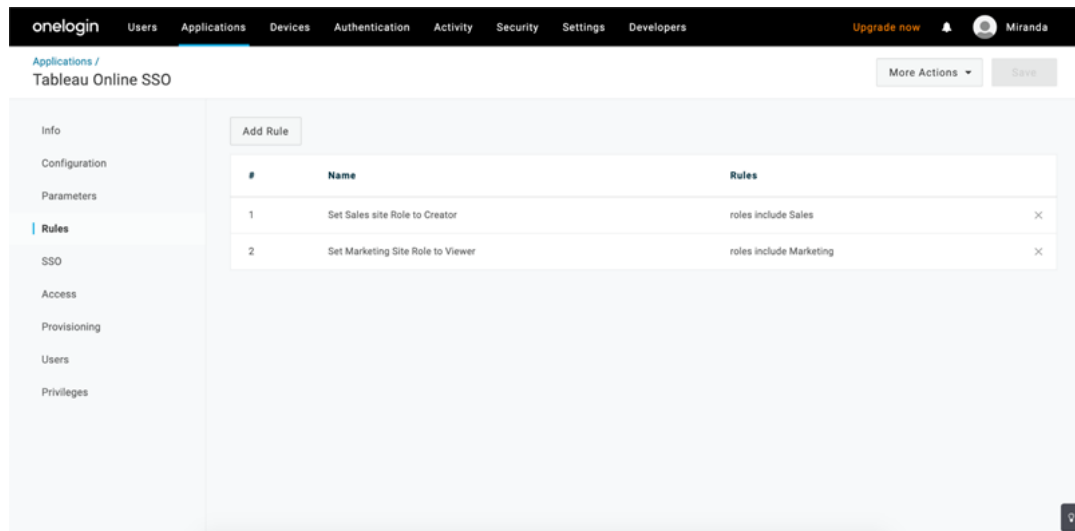 onelogin Users Applications Devices Authentication Activity Security Settings Developers Upgrade now Miranda
Applications /
Tableau Online SSO
More Actions Save
Info
Configuration
Parameters
Rules
SSO
Access
Provisioning
Users
Privileges
Add Rule
# Name Rules
1 Set Sales site Role to Creator roles include Sales
2 Set Marketing Site Role to Viewer roles include Marketing